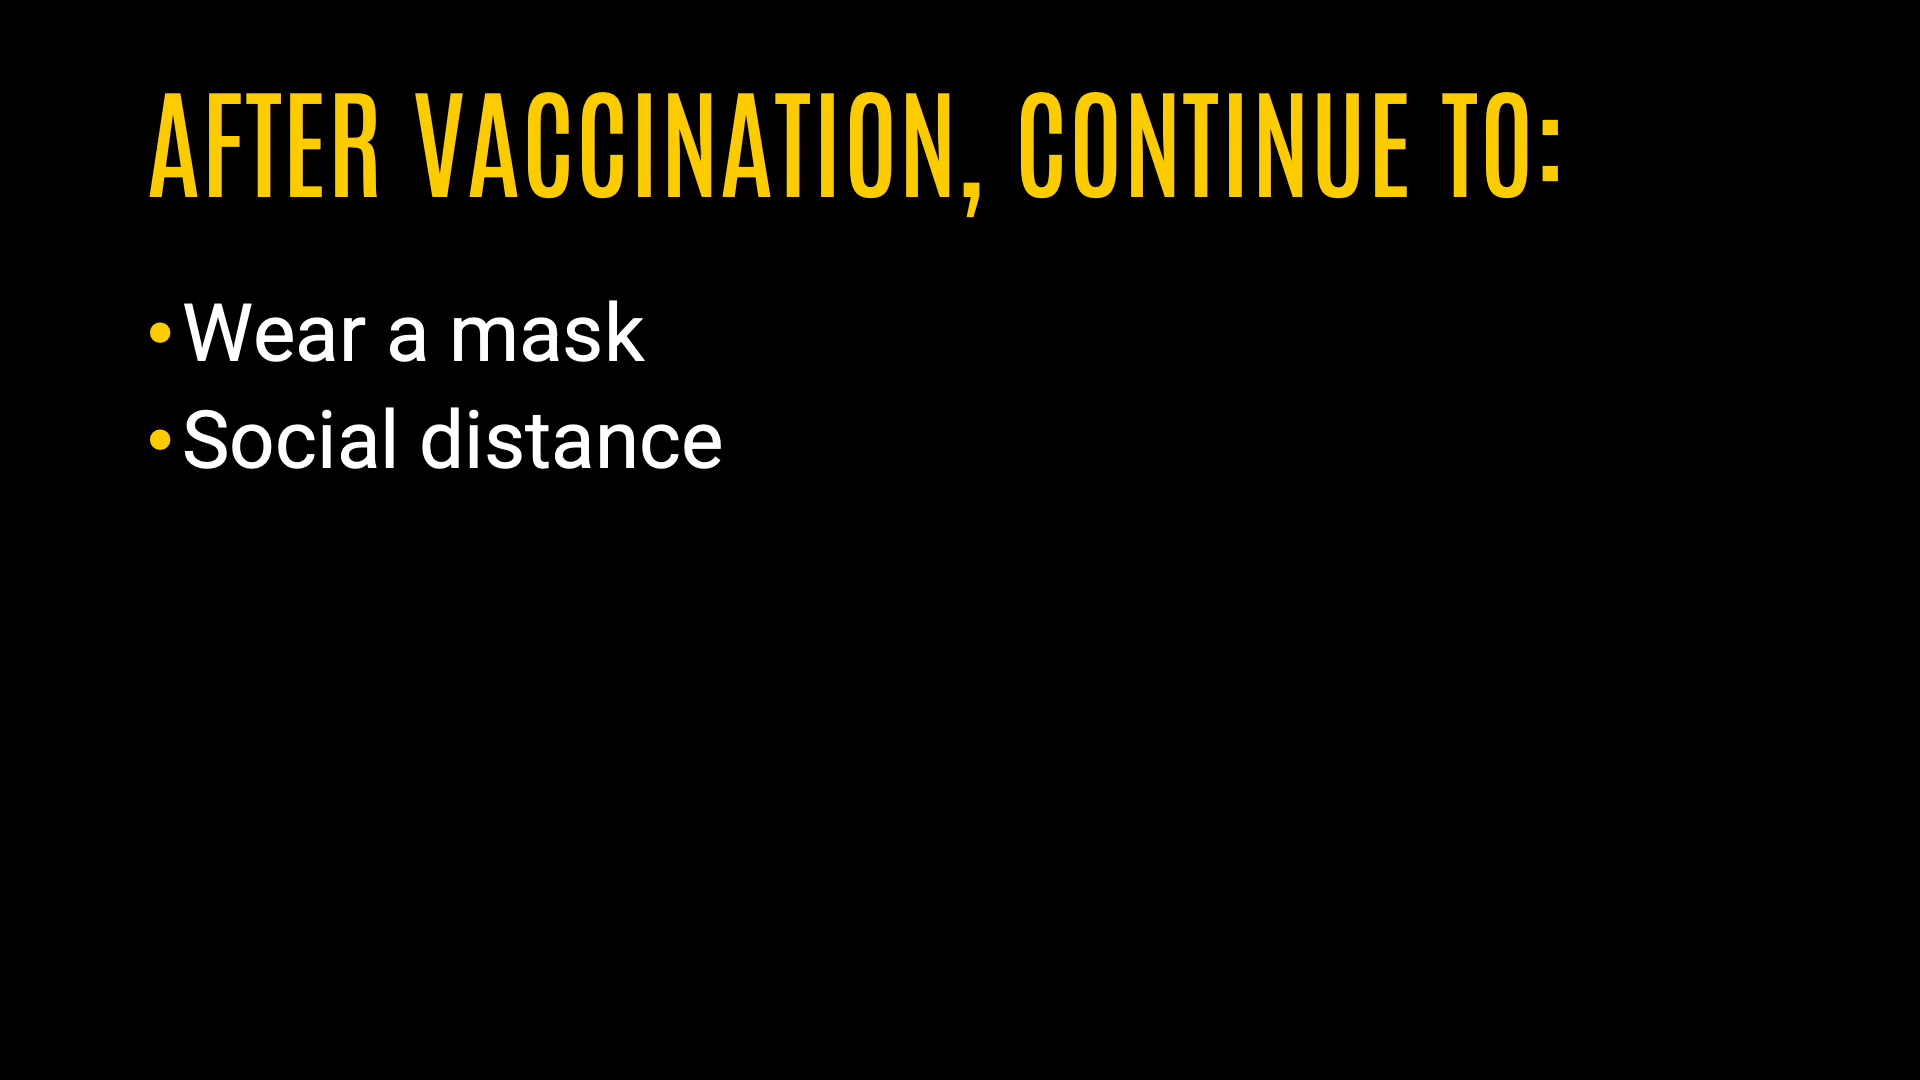 AFTER VACCINATION, CONTINUE TO:
• Wear a mask
• Social distance